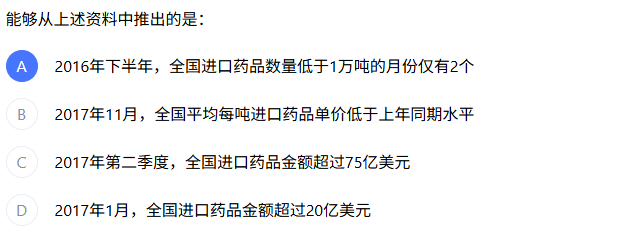 能够从上述资料中推出的是：
A 2016年下半年，全国进口药品数量低于1万吨的月份仅有2个
B 2017年11月，全国平均每吨进口药品单价低于上年同期水平
C 2017年第二季度，全国进口药品金额超过75亿美元
D 2017年1月，全国进口药品金额超过20亿美元